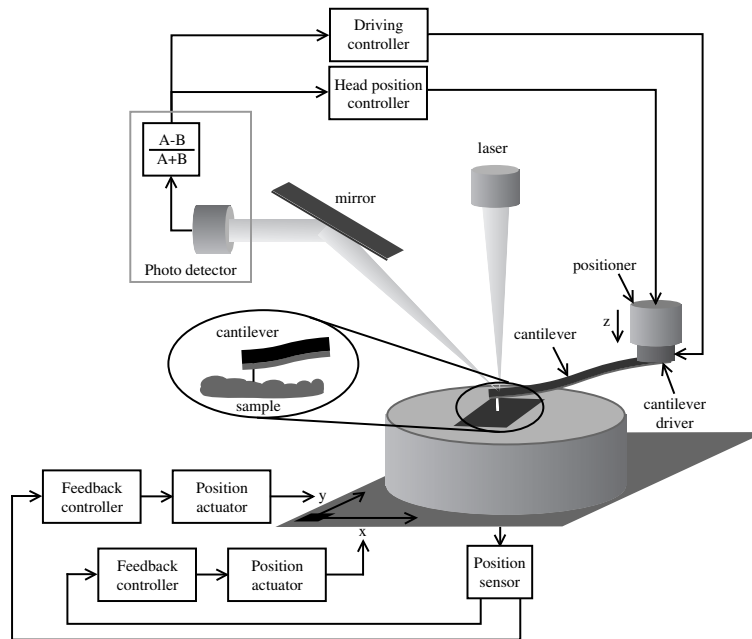 Driving
controller
Head position
controller
A-B
A+B
laser
mirror
Photo detector
positioner
z
cantilever
cantilever
sample
cantilever
driver
Feedback
controller
Position
actuator
y
x
Feedback
controller
Position
actuator
Position
sensor